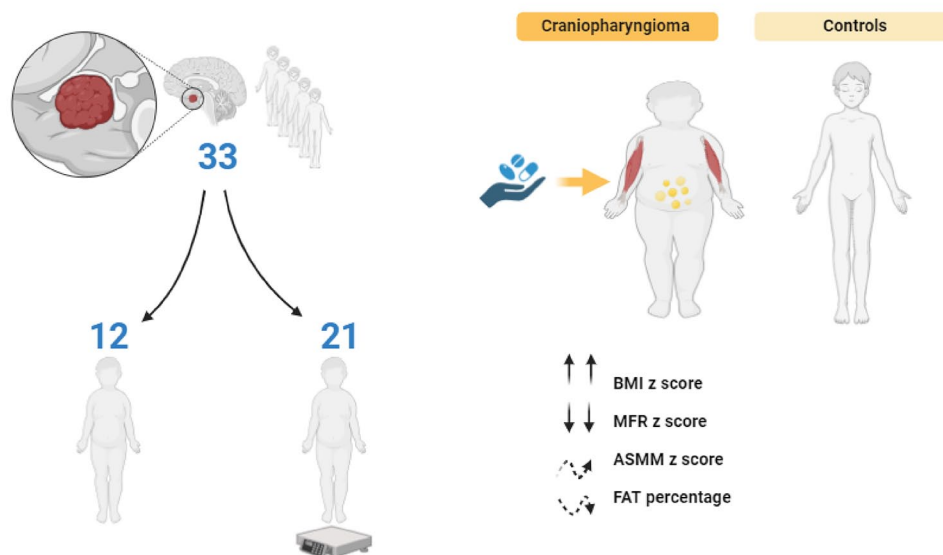 33
12
21
Craniopharyngioma
Controls
BMI z score
MFR z score
ASMM z score
FAT percentage